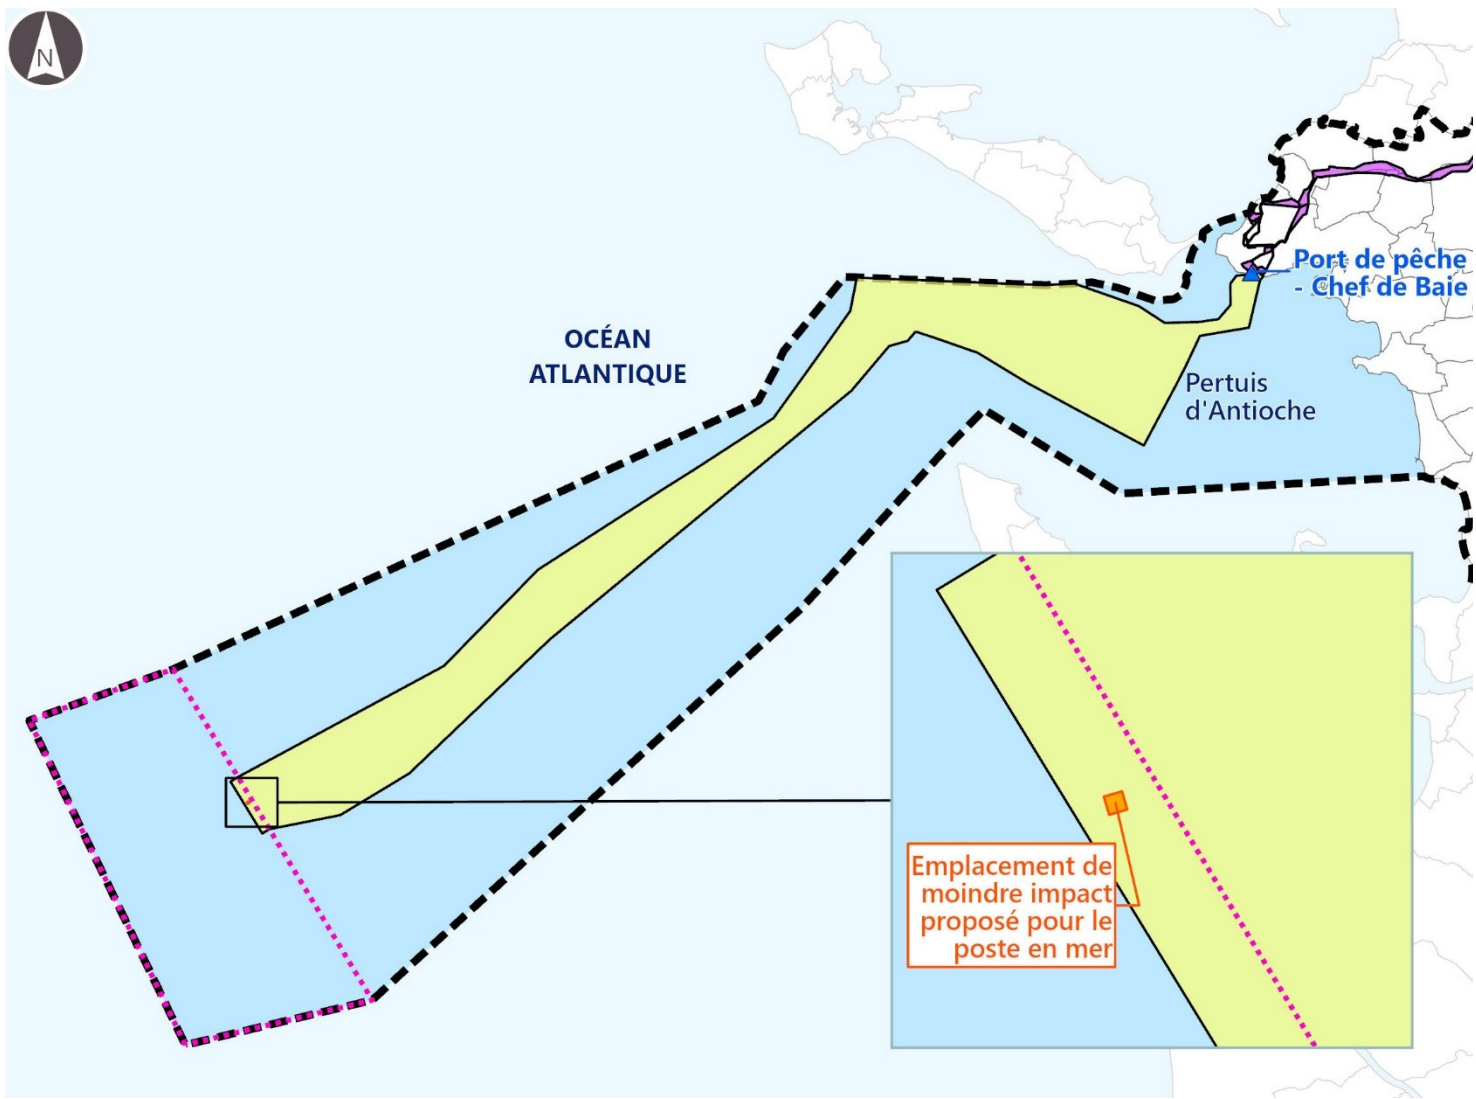 N
Port de pêche
- Chef de Baie
OCÉAN
ATLANTIQUE
Pertuis
d'Antioche
Emplacement de
moindre impact
proposé pour le
poste en mer